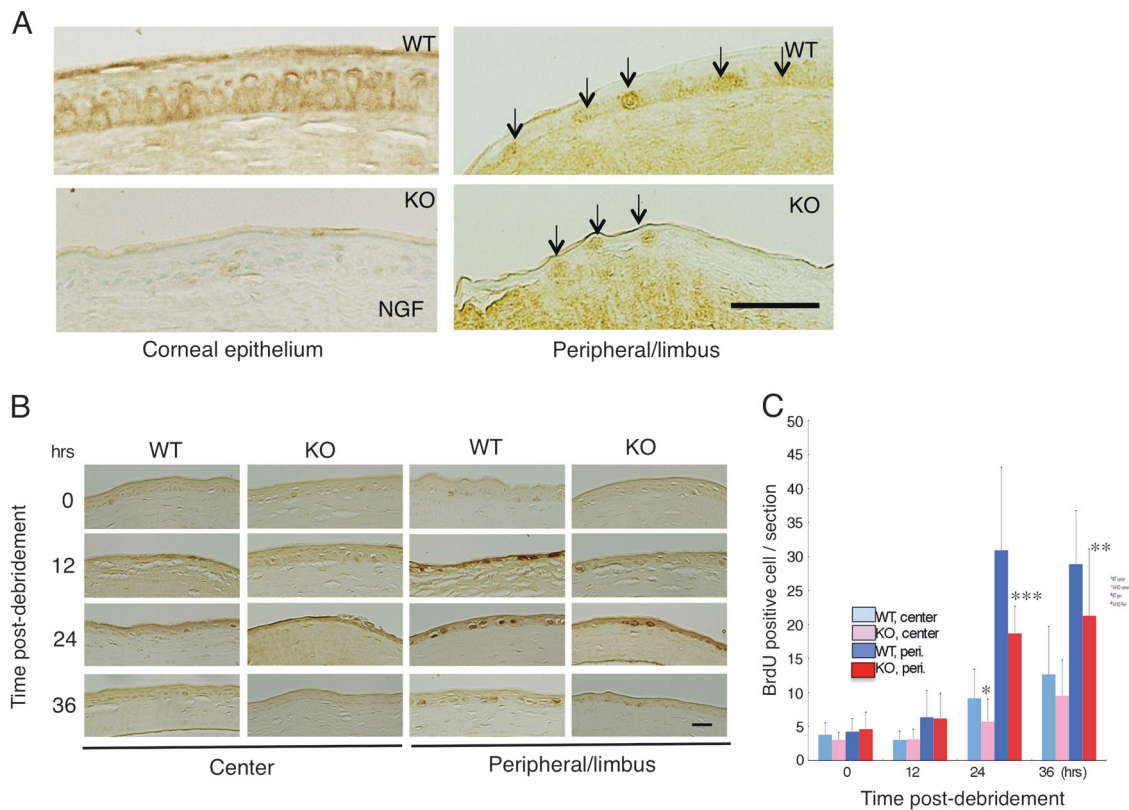 A
WT
WT
KO
KO
NGF
Corneal epithelium
Peripheral/limbus
B
hrs
WT
KO
WT
KO
0
12
24
36
Time post-debridement
Center
Peripheral/limbus
C
50
45
40
35
30
25
20
15
10
5
0
BrdU positive cell / section
WT, center
KO, center
WT, peri.
KO, peri.
*
***
**
0
12
24
36 (hrs)
Time post-debridement